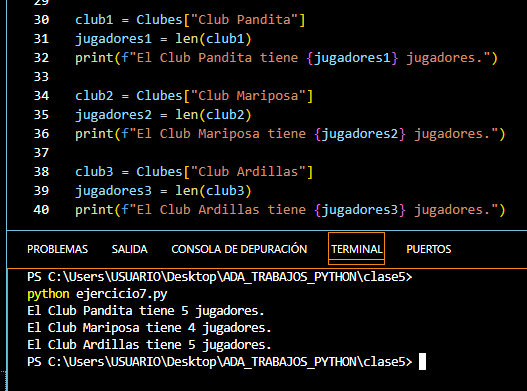 30 club1 = Clubes["Club Pandita"]
31 jugadores1 = len(club1)
32 print(f"El Club Pandita tiene {jugadores1} jugadores.")
33
34 club2 = Clubes["Club Mariposa"]
35 jugadores2 = len(club2)
36 print(f"El Club Mariposa tiene {jugadores2} jugadores.")
37
38 club3 = Clubes["Club Ardillas"]
39 jugadores3 = len(club3)
40 print(f"El Club Ardillas tiene {jugadores3} jugadores.")
PROBLEMAS SALIDA CONSOLA DE DEPURACIÓN TERMINAL PUERTOS
PS C:\Users\USUARIO\Desktop\ADA_TRABAJOS_PYTHON\clase5>
python ejercicio7.py
El Club Pandita tiene 5 jugadores.
El Club Mariposa tiene 4 jugadores.
El Club Ardillas tiene 5 jugadores.
PS C:\Users\USUARIO\Desktop\ADA_TRABAJOS_PYTHON\clase5>